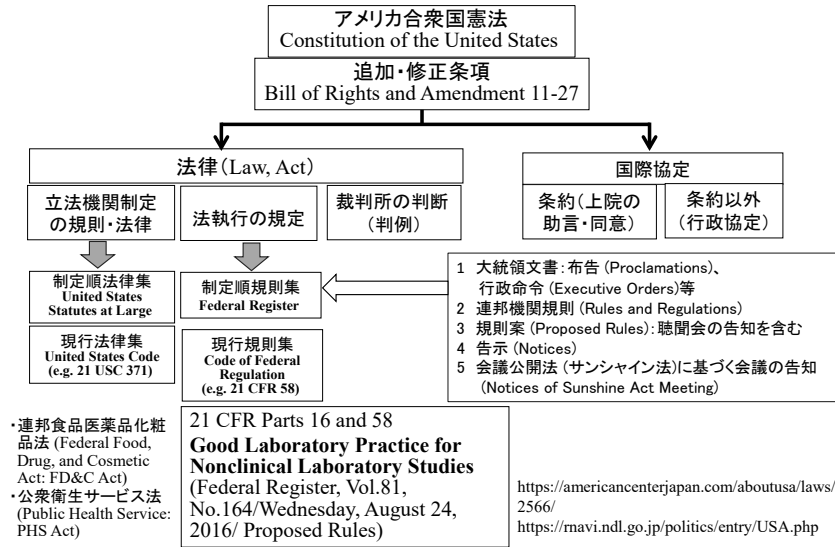 アメリカ合衆国憲法
Constitution of the United States
追加・修正条項
Bill of Rights and Amendment 11-27
法律(Law, Act)
国際協定
立法機関制定
の規則・法律
法執行の規定
裁判所の判断
(判例)
条約(上院の
助言・同意)
条約以外
(行政協定)
制定順法律集
United States
Statutes at Large
制定順規則集
Federal Register
現行法律集
United States Code
(e.g. 21 USC 371)
現行規則集
Code of Federal
Regulation
(e.g. 21 CFR 58)
1 大統領文書:布告 (Proclamations)、
行政命令 (Executive Orders)等
2 連邦機関規則 (Rules and Regulations)
3 規則案 (Proposed Rules):聴聞会の告知を含む
4 告示 (Notices)
5 会議公開法 (サンシャイン法)に基づく会議の告知
(Notices of Sunshine Act Meeting)
・連邦食品医薬品化粧
品法 (Federal Food,
Drug, and Cosmetic
Act: FD&C Act)
・公衆衛生サービス法
(Public Health Service:
PHS Act)
21 CFR Parts 16 and 58
Good Laboratory Practice for
Nonclinical Laboratory Studies
(Federal Register, Vol.81,
No.164/Wednesday, August 24,
2016/ Proposed Rules)
https://americancenterjapan.com/aboutusa/laws/
2566/
https://rnavi.ndl.go.jp/politics/entry/USA.php